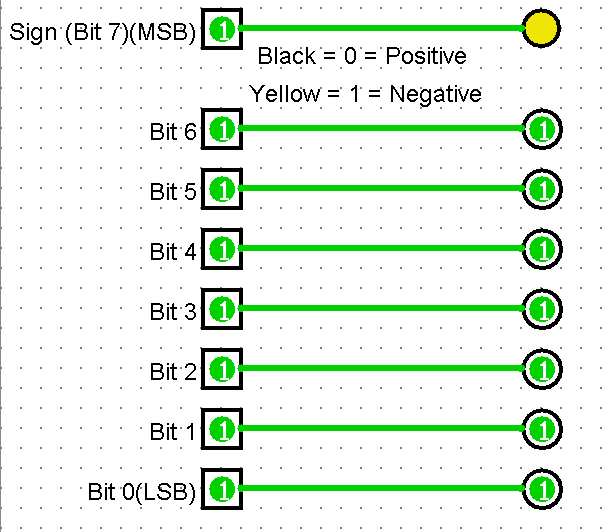 Sign (Bit 7)(MSB) 1
Black = 0 = Positive
Yellow = 1 = Negative
Bit 6 1 1
Bit 5 1 1
Bit 4 1 1
Bit 3 1 1
Bit 2 1 1
Bit 1 1 1
Bit 0(LSB) 1 1